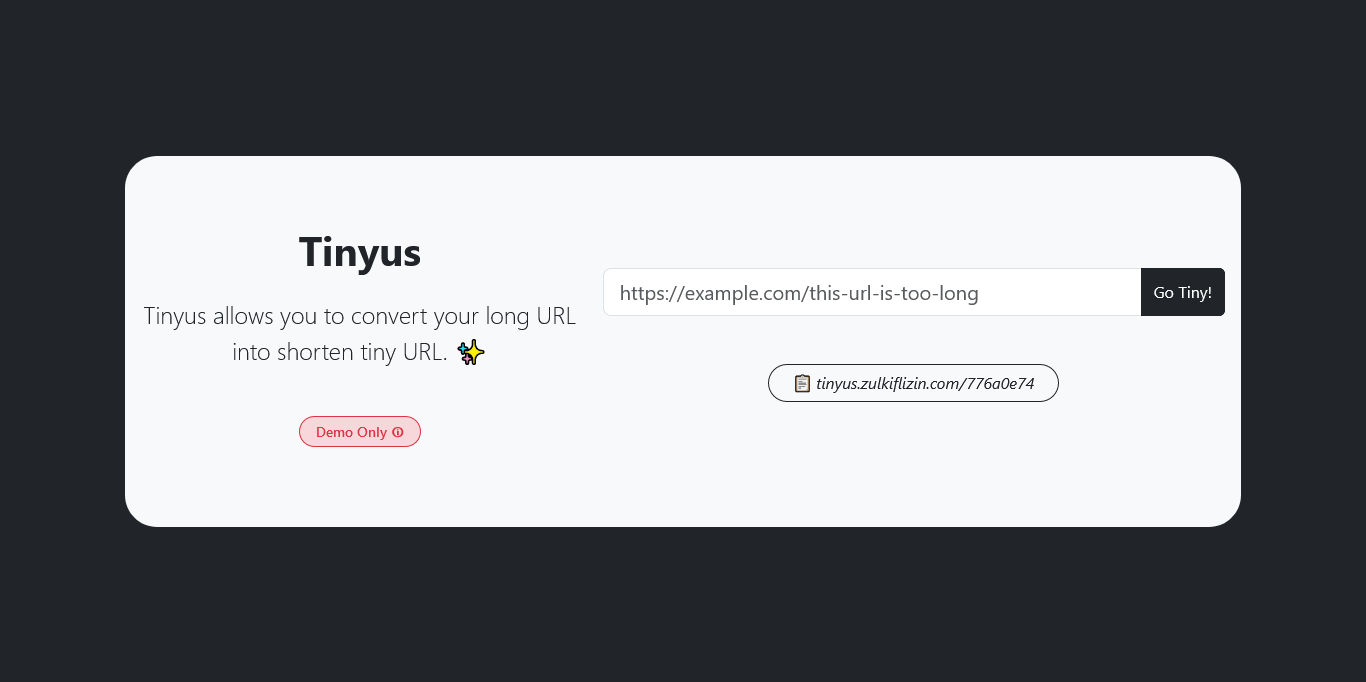 Tinyus
Tinyus allows you to convert your long URL
into shorten tiny URL. ✨
Demo Only
https://example.com/this-url-is-too-long
Go Tiny!
📋 tinyus.zulkiflizin.com/776a0e74